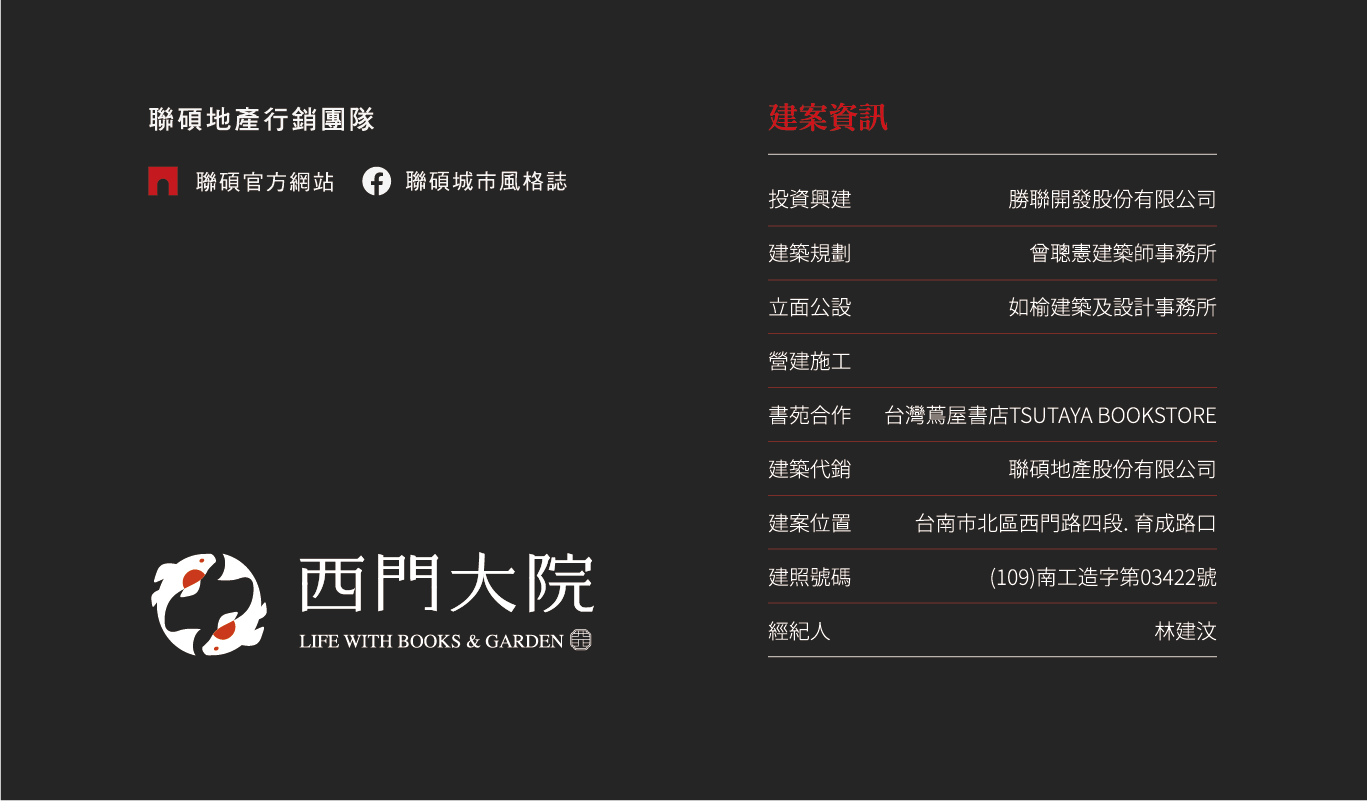 聯碩地產行銷團隊
聯碩官方網站
聯碩城市風格誌
西門大院
LIFE WITH BOOKS & GARDEN
建案資訊
投資興建 勝聯開發股份有限公司
建築規劃 曾聰憲建築師事務所
立面公設 如榆建築及設計事務所
營建施工
書苑合作 台灣蔦屋書店TSUTAYA BOOKSTORE
建築代銷 聯碩地產股份有限公司
建案位置 台南市北區西門路四段. 育成路口
建照號碼 (109)南工造字第03422號
經紀人 林建汶